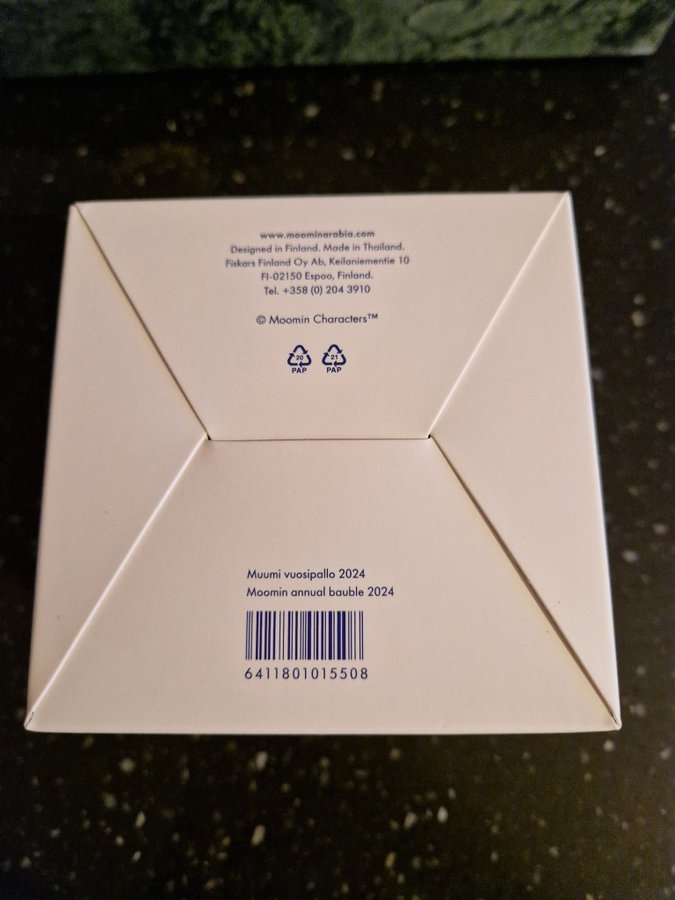 www.moominarabia.com
Designed in Finland. Made in Thailand.
Fiskars Finland Oy Ab, Keilaniementie 10
FI-02150 Espoo, Finland.
Tel. +358 (0) 204 3910
© Moomin Characters™
20 21
PAP PAP
Muumi vuosipallo 2024
Moomin annual bauble 2024
6411801015508